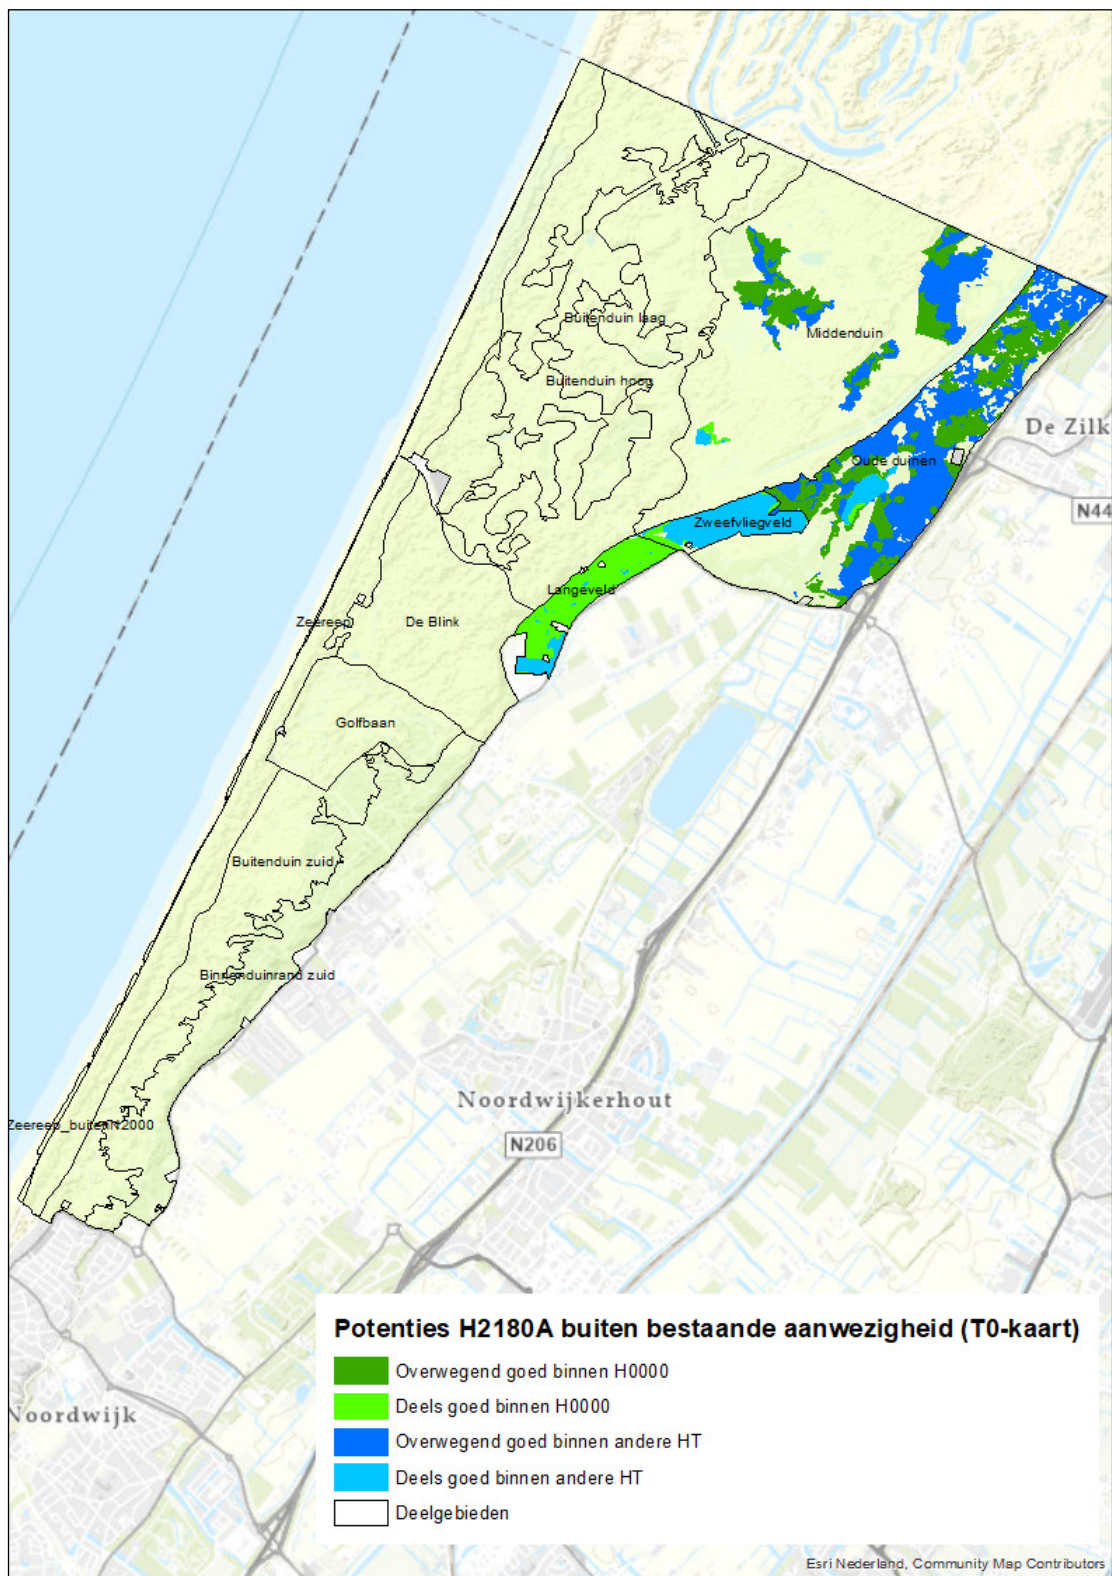 Buitenduin laag
Middenduin
Buitenduin hoog
De Zilk
Oude duinen
N44
Zweefvliegveld
Langeveld
Zeereep
De Blink
Golfbaan
Buitenduin zuid
Binnenduinrand zuid
Noordwijkerhout
Zeereep_buitenN2000
N206
Potenties H2180A buiten bestaande aanwezigheid (T0-kaart)
Overwegend goed binnen H0000
Deels goed binnen H0000
Noordwijk
Overwegend goed binnen andere HT
Deels goed binnen andere HT
Deelgebieden
Esri Nederland, Community Map Contributors